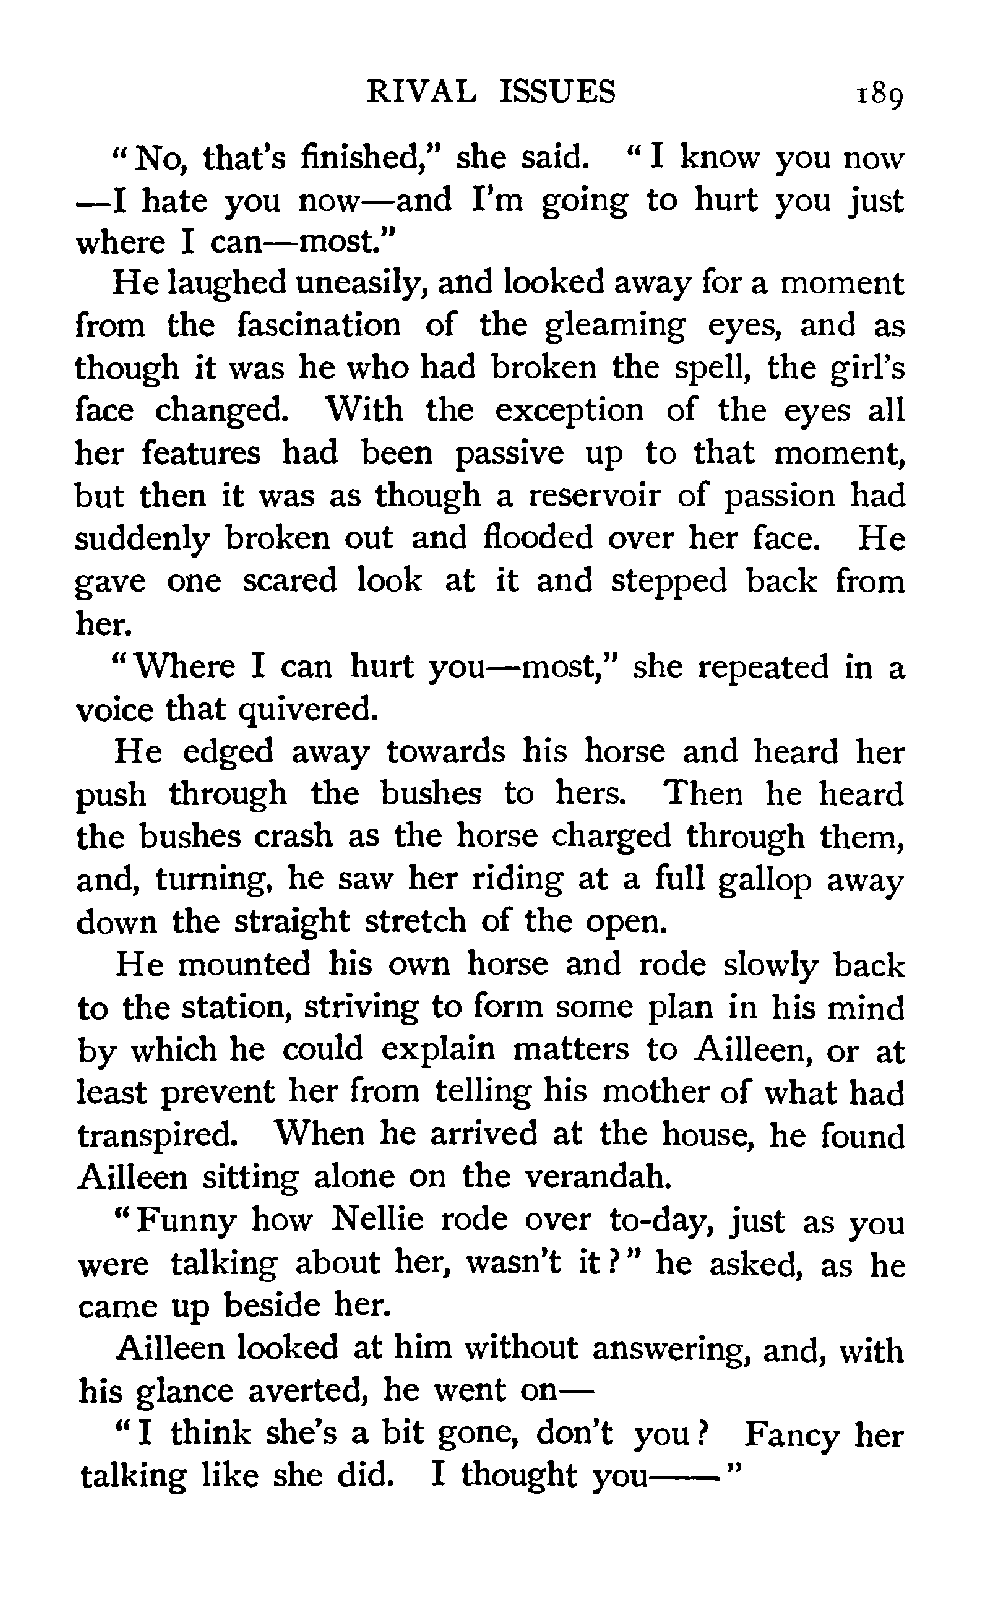 RIVAL ISSUES 189
“No, that’s finished,” she said. “I know you now
—I hate you now—and I’m going to hurt you just
where I can—most.”
He laughed uneasily, and looked away for a moment
from the fascination of the gleaming eyes, and as
though it was he who had broken the spell, the girl’s
face changed. With the exception of the eyes all
her features had been passive up to that moment,
but then it was as though a reservoir of passion had
suddenly broken out and flooded over her face. He
gave one scared look at it and stepped back from
her.
“Where I can hurt you—most,” she repeated in a
voice that quivered.
He edged away towards his horse and heard her
push through the bushes to hers. Then he heard
the bushes crash as the horse charged through them,
and, turning, he saw her riding at a full gallop away
down the straight stretch of the open.
He mounted his own horse and rode slowly back
to the station, striving to form some plan in his mind
by which he could explain matters to Ailleen, or at
least prevent her from telling his mother of what had
transpired. When he arrived at the house, he found
Ailleen sitting alone on the verandah.
“Funny how Nellie rode over to-day, just as you
were talking about her, wasn’t it?” he asked, as he
came up beside her.
Ailleen looked at him without answering, and, with
his glance averted, he went on—
“I think she’s a bit gone, don’t you? Fancy her
talking like she did. I thought you——”